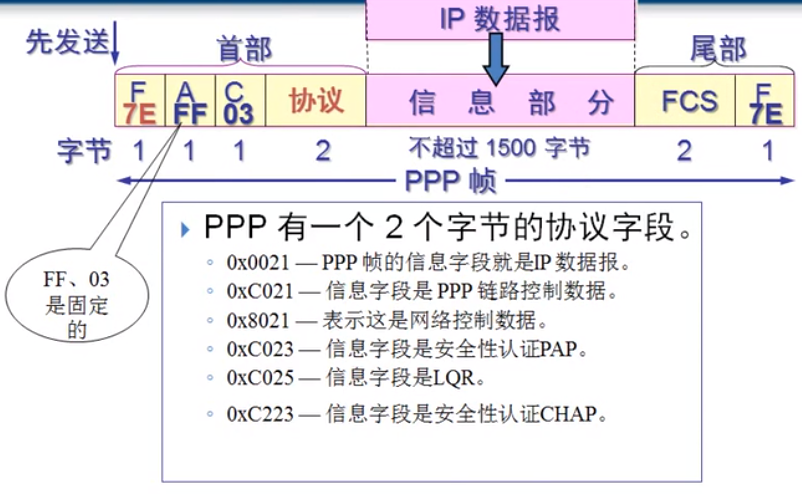 IP 数据报
先发送
首部
尾部
F A C
7E FF 03 协议 信息部分 FCS F 7E
字节 1 1 1 2 不超过 1500 字节 2 1
PPP 帧
PPP 有一个 2 个字节的协议字段。
0x0021 — PPP 帧的信息字段就是IP 数据报。
FF、03
是固定
的
0xC021 — 信息字段是 PPP 链路控制数据。
0x8021 — 表示这是网络控制数据。
0xC023 — 信息字段是安全性认证PAP。
0xC025 — 信息字段是LQR。
0xC223 — 信息字段是安全性认证CHAP。